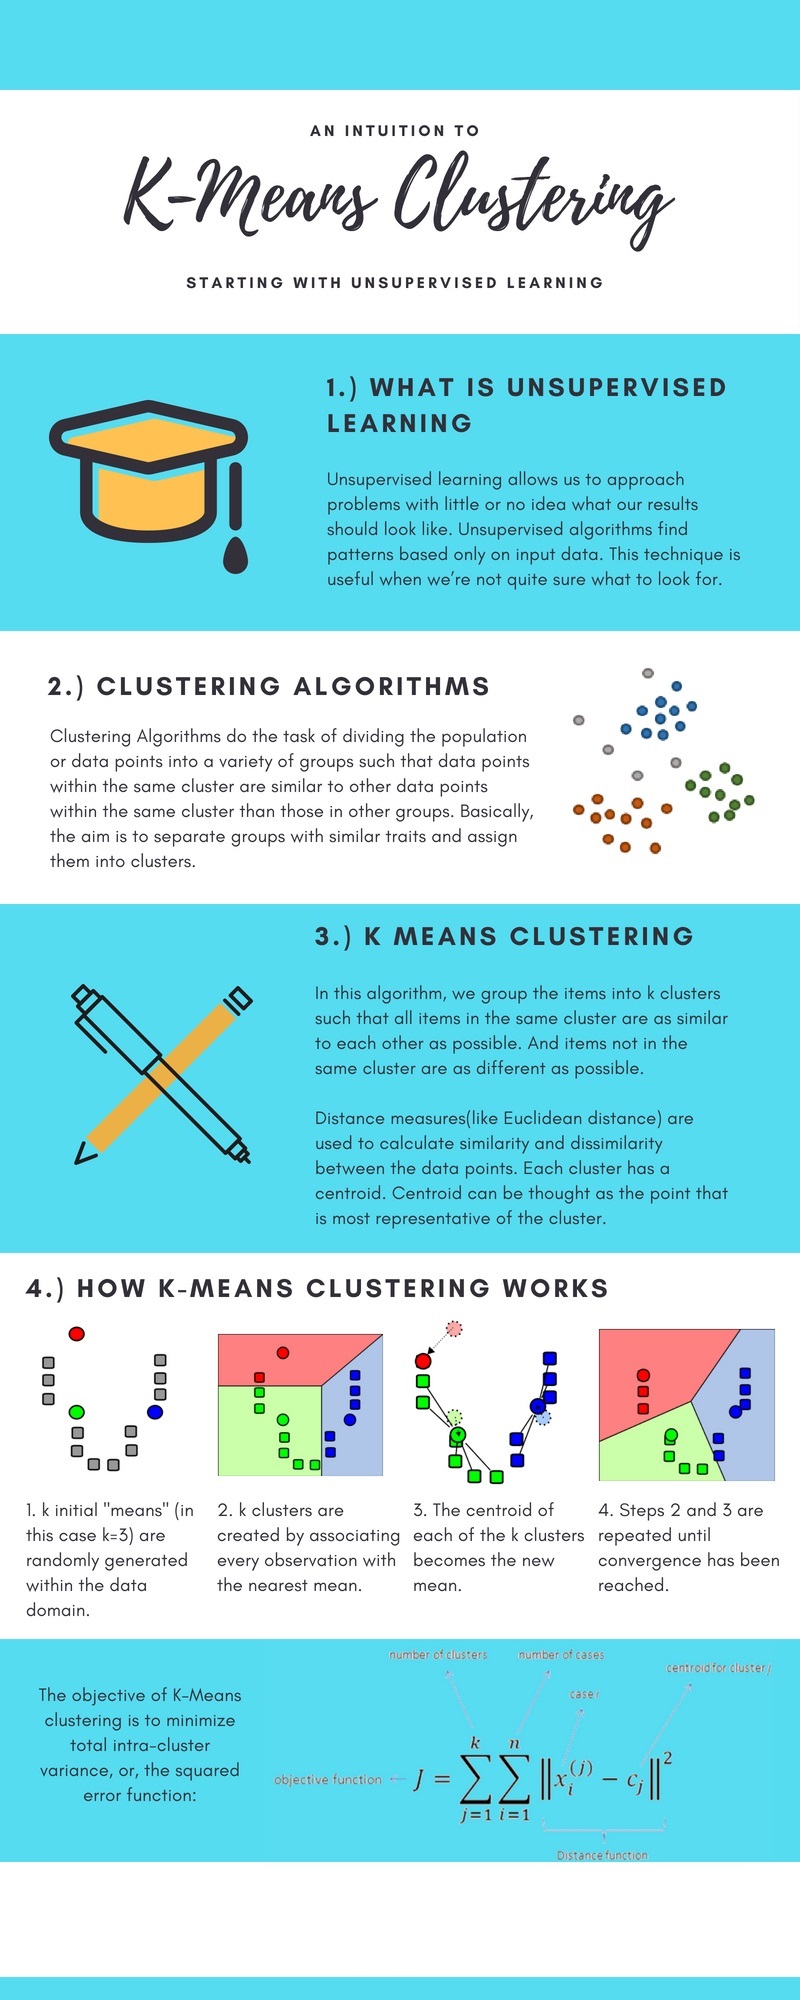 AN INTUITION TO
K-Means Clustering
STARTING WITH UNSUPERVISED LEARNING
1.) WHAT IS UNSUPERVISED
LEARNING
Unsupervised learning allows us to approach
problems with little or no idea what our results
should look like. Unsupervised algorithms find
patterns based only on input data. This technique is
useful when we're not quite sure what to look for.
2.) CLUSTERING ALGORITHMS
Clustering Algorithms do the task of dividing the population
or data points into a variety of groups such that data points
within the same cluster are similar to other data points
within the same cluster than those in other groups. Basically,
the aim is to separate groups with similar traits and assign
them into clusters.
3.) K MEANS CLUSTERING
In this algorithm, we group the items into k clusters
such that all items in the same cluster are as similar
to each other as possible. And items not in the
same cluster are as different as possible.
Distance measures(like Euclidean distance) are
used to calculate similarity and dissimilarity
between the data points. Each cluster has a
centroid. Centroid can be thought as the point that
is most representative of the cluster.
4.) HOW K-MEANS CLUSTERING WORKS
1. k initial "means" (in
this case k=3) are
randomly generated
within the data
domain.
2. k clusters are
created by associating
every observation with
the nearest mean.
3. The centroid of
each of the k clusters
becomes the new
mean.
4. Steps 2 and 3 are
repeated until
convergence has been
reached.
The objective of K-Means
clustering is to minimize
total intra-cluster
variance, or, the squared
error function:
number of clusters
number of cases
centroid for cluster j
case i
objective function ← J = ∑_{j=1}^{k} ∑_{i=1}^{n} ‖x_i^{(j)} − c_j‖²
Distance function